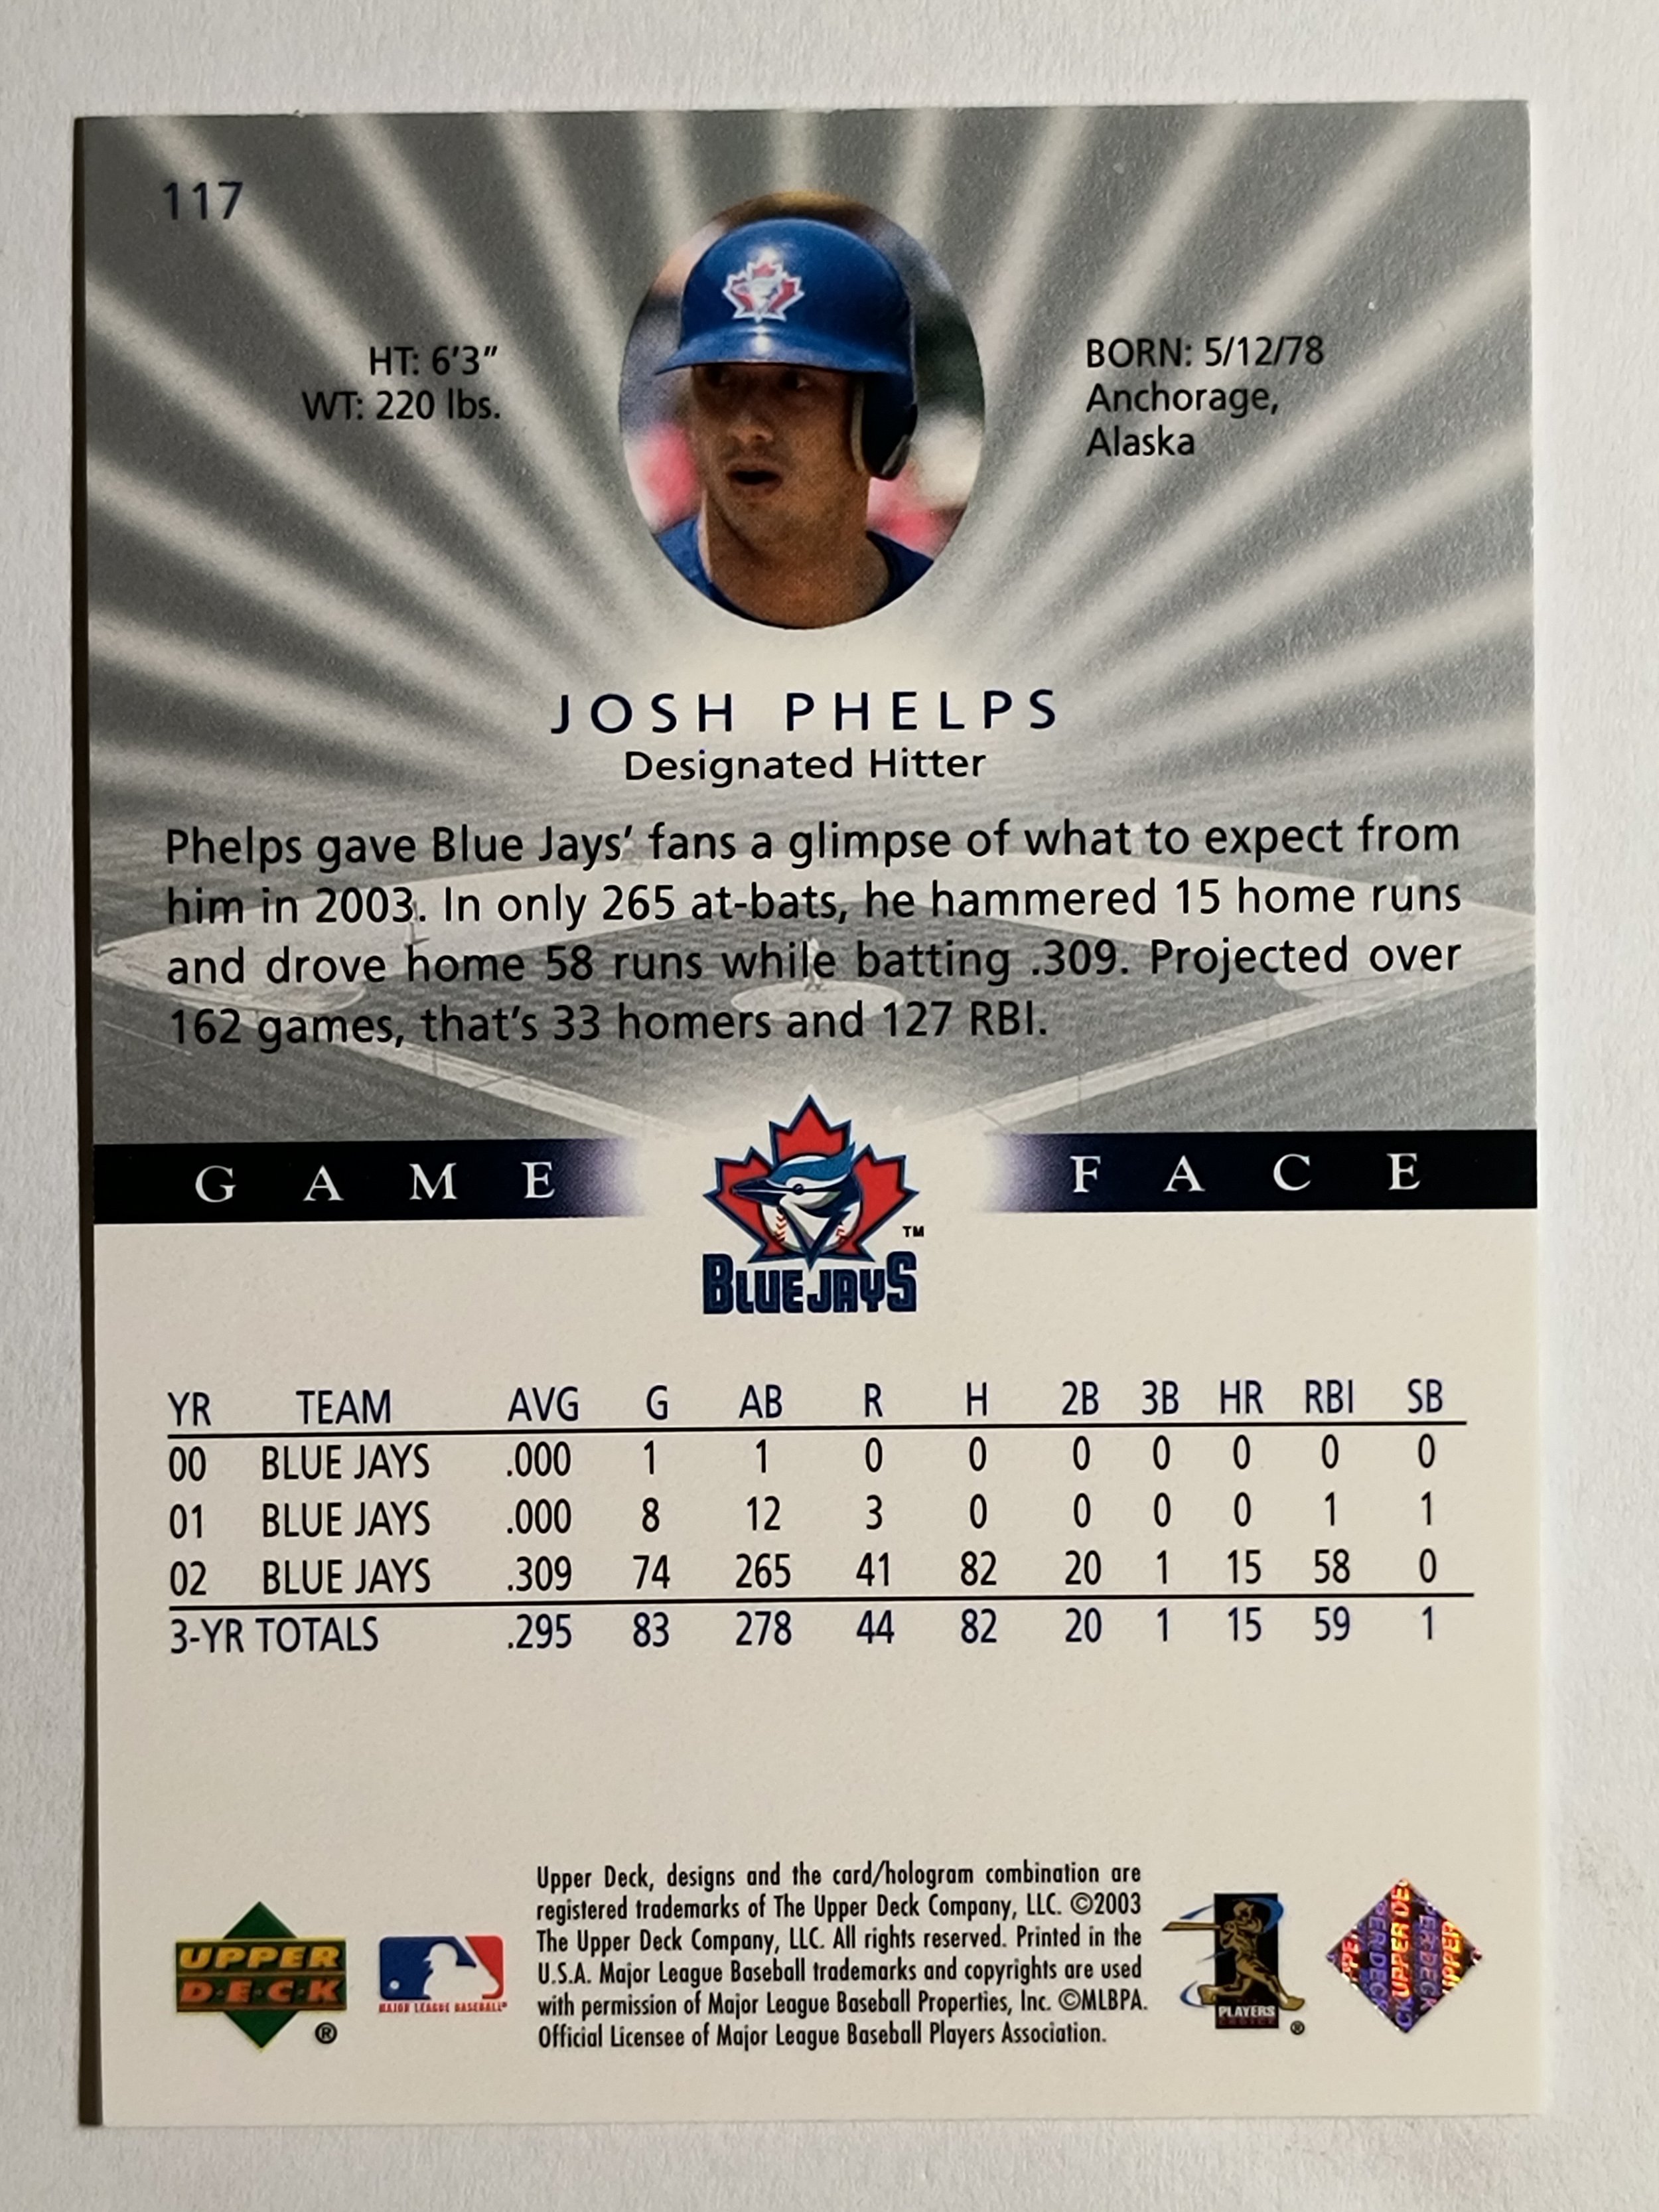 117
HT: 6'3"
WT: 220 lbs.
BORN: 5/12/78
Anchorage,
Alaska
JOSH PHELPS
Designated Hitter
Phelps gave Blue Jays' fans a glimpse of what to expect from
him in 2003. In only 265 at-bats, he hammered 15 home runs
and drove home 58 runs while batting .309. Projected over
162 games, that's 33 homers and 127 RBI.
GAME FACE
TM
BLUE JAYS
YR TEAM AVG G AB R H 2B 3B HR RBI SB
00 BLUE JAYS .000 1 1 0 0 0 0 0 0 0
01 BLUE JAYS .000 8 12 3 0 0 0 0 1 1
02 BLUE JAYS .309 74 265 41 82 20 1 15 58 0
3-YR TOTALS .295 83 278 44 82 20 1 15 59 1
UPPER
D·E·C·K
®
MAJOR LEAGUE BASEBALL®
Upper Deck, designs and the card/hologram combination are
registered trademarks of The Upper Deck Company, LLC. ©2003
The Upper Deck Company, LLC. All rights reserved. Printed in the
U.S.A. Major League Baseball trademarks and copyrights are used
with permission of Major League Baseball Properties, Inc. ©MLBPA.
Official Licensee of Major League Baseball Players Association.
PLAYERS
CHOICE
®
UPPER DE